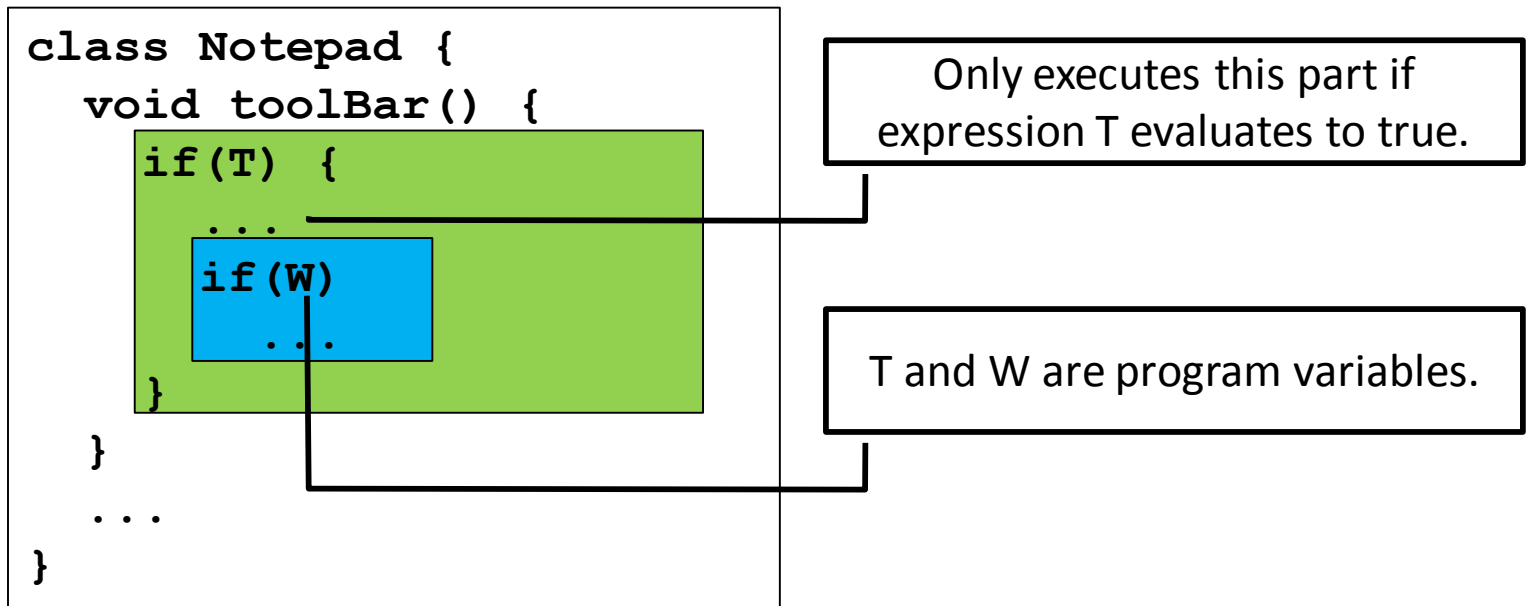 class Notepad {
void toolBar() {
if(T) {
...
if(W)
...
}
}
...
}
Only executes this part if
expression T evaluates to true.
T and W are program variables.